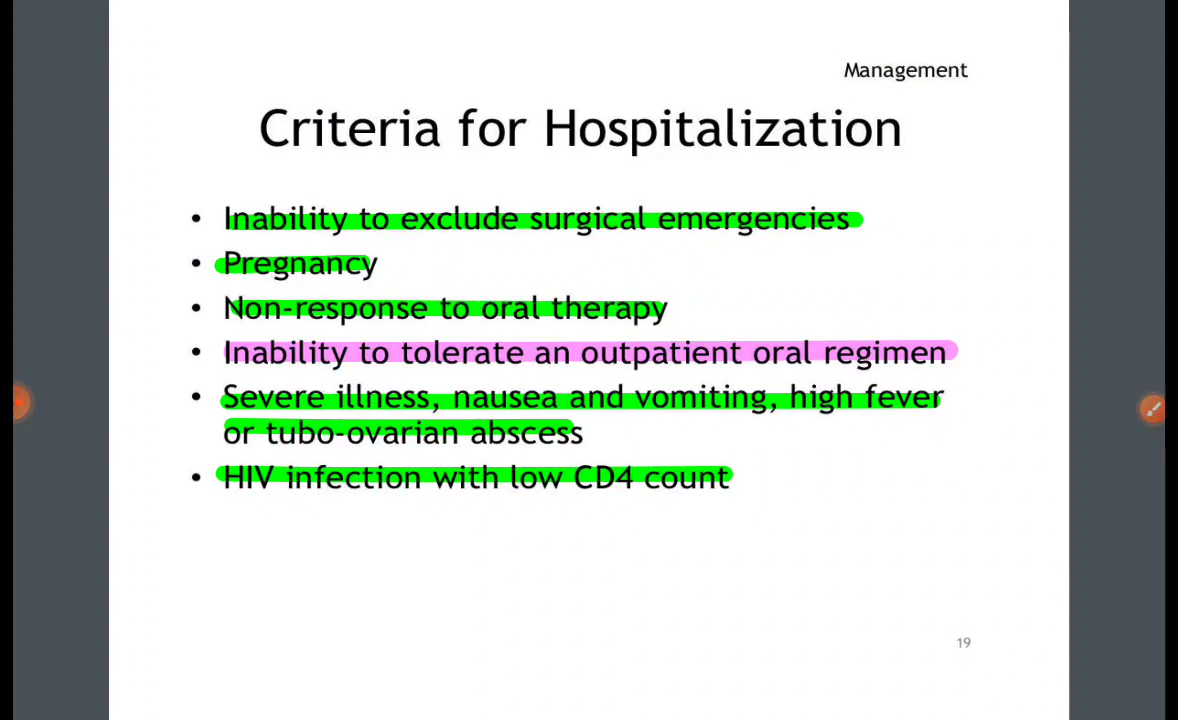 Management
Criteria for Hospitalization
• Inability to exclude surgical emergencies
• Pregnancy
• Non-response to oral therapy
• Inability to tolerate an outpatient oral regimen
• Severe illness, nausea and vomiting, high fever
or tubo-ovarian abscess
• HIV infection with low CD4 count
19